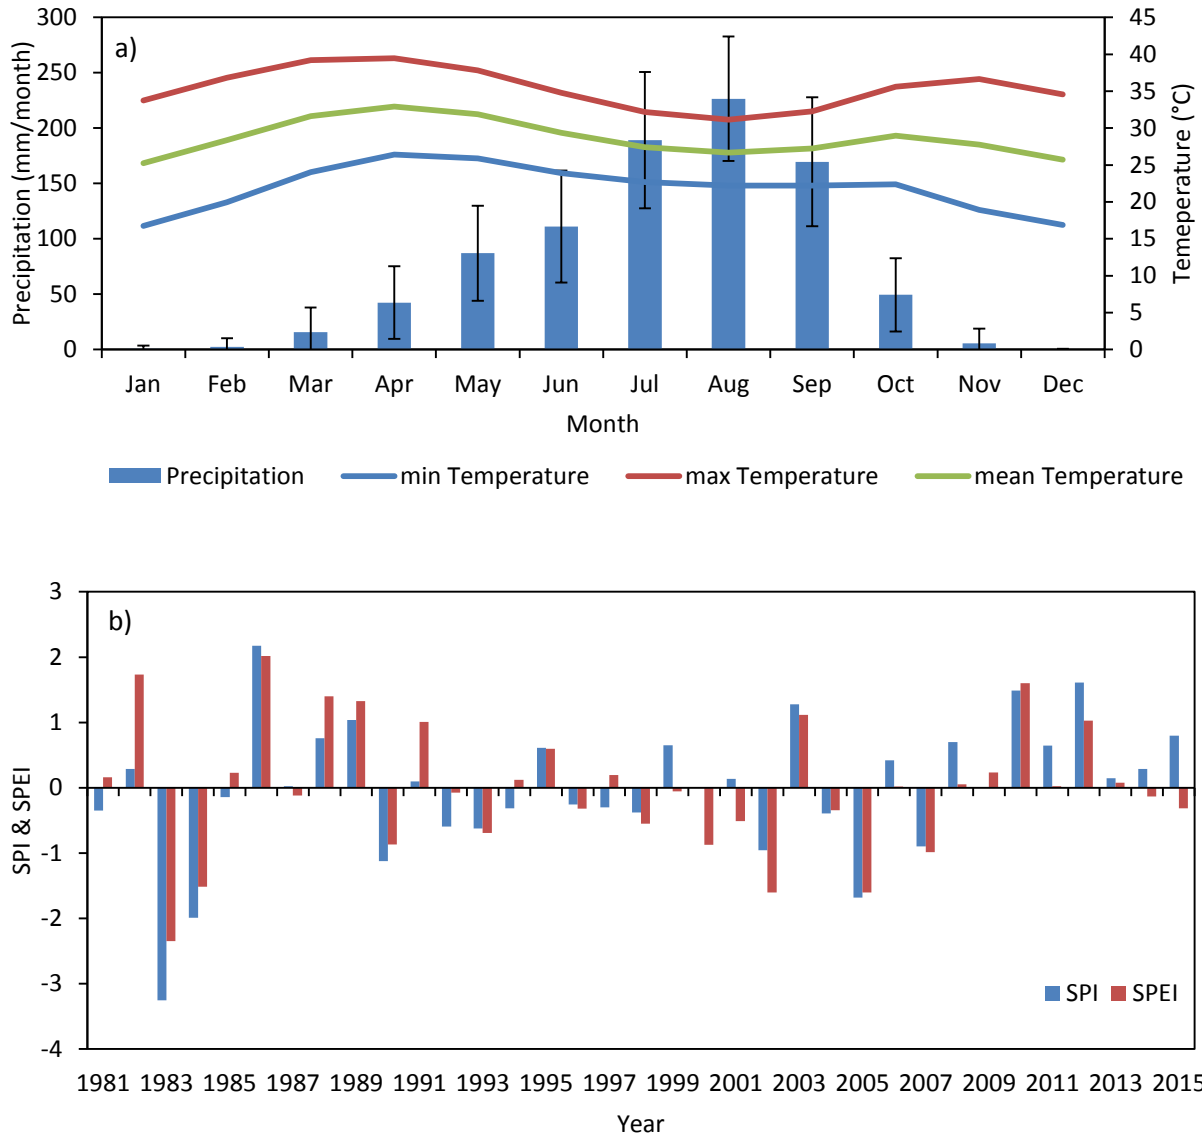 a)
Precipitation (mm/month)
300
250
200
150
100
50
0
45
40
35
30
25
20
15
10
5
0
Temeperature (°C)
Jan Feb Mar Apr May Jun Jul Aug Sep Oct Nov Dec
Month
Precipitation min Temperature max Temperature mean Temperature
b)
SPI & SPEI
3
2
1
0
-1
-2
-3
-4
SPI SPEI
1981 1983 1985 1987 1989 1991 1993 1995 1997 1999 2001 2003 2005 2007 2009 2011 2013 2015
Year